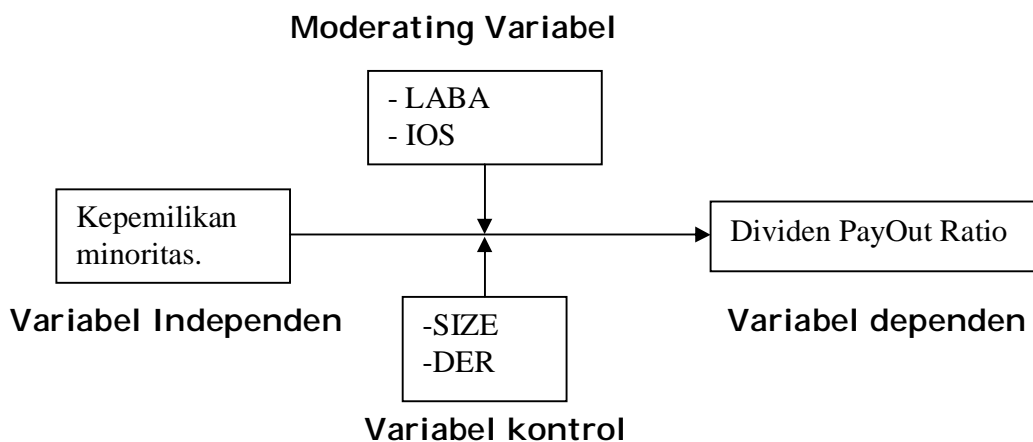 Moderating Variabel
- LABA
- IOS
Kepemilikan
minoritas.
Dividen PayOut Ratio
Variabel Independen
Variabel dependen
-SIZE
-DER
Variabel kontrol